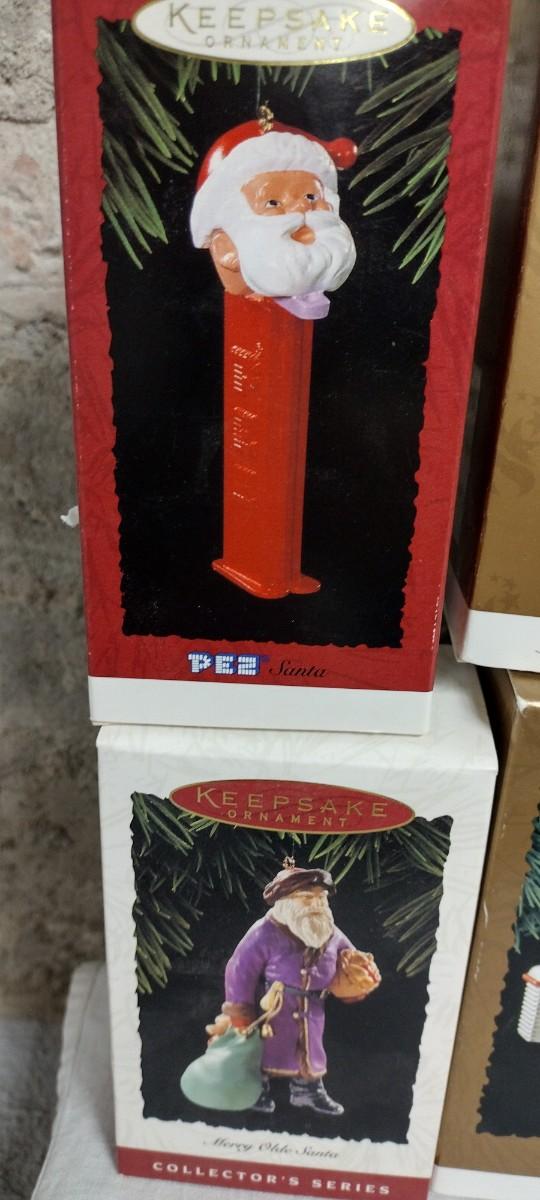 KEEPSAKE
ORNAMENT
PEZ Santa
KEEPSAKE
ORNAMENT
Merry Olde Santa
COLLECTOR'S SERIES